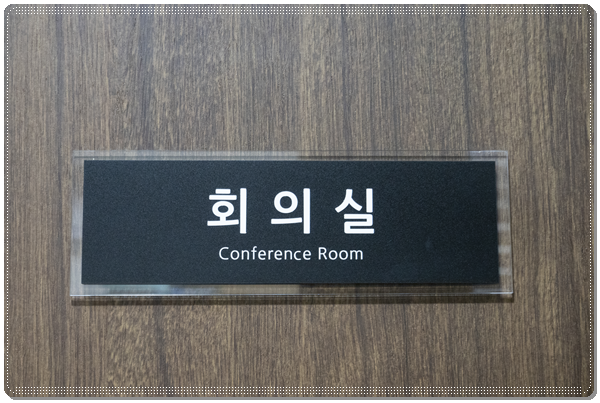 회의실
Conference Room